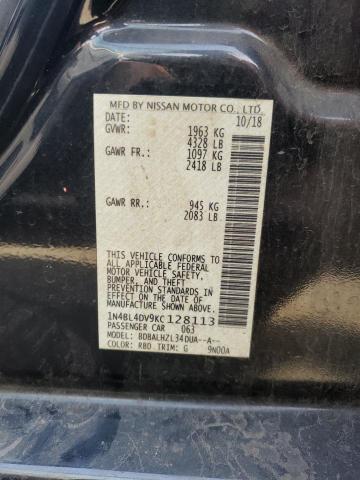 MFD BY NISSAN MOTOR CO., LTD.
10/18
GVWR: 1963 KG
4328 LB
GAWR FR.: 1097 KG
2418 LB
GAWR RR.: 945 KG
2083 LB
THIS VEHICLE CONFORMS TO
ALL APPLICABLE FEDERAL
MOTOR VEHICLE SAFETY,
BUMPER, AND THEFT
PREVENTION STANDARDS
IN EFFECT ON THE DATE OF
MANUFACTURE SHOWN ABOVE.
1N4BL4DV9KC128113
PASSENGER CAR 063
MODEL: BDBALHZL34DUA--A--
COLOR: RBD TRIM: G 9N00A